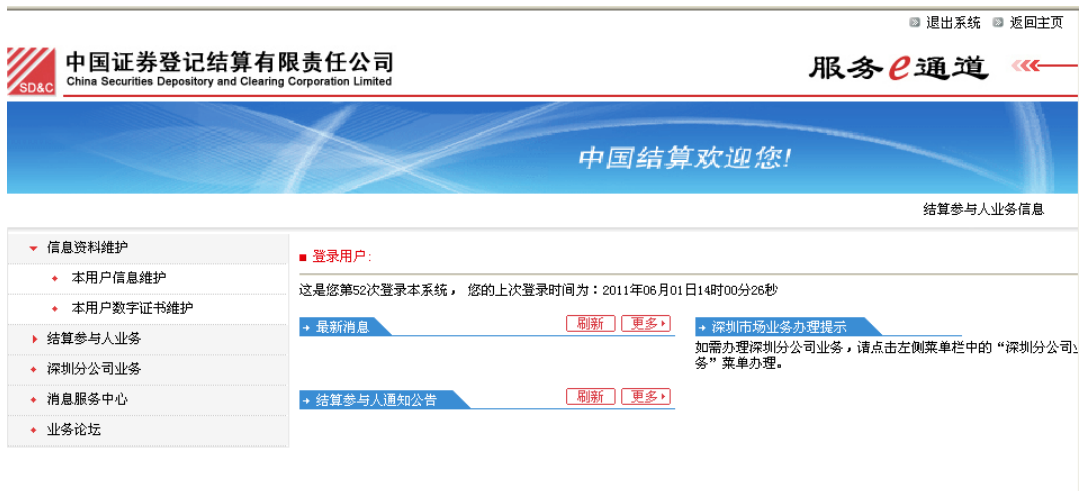 退出系统 返回主页
中国证券登记结算有限责任公司
China Securities Depository and Clearing Corporation Limited
SD&C
服务e通道
中国结算欢迎您!
结算参与人业务信息
信息资料维护
本用户信息维护
本用户数字证书维护
结算参与人业务
深圳分公司业务
消息服务中心
业务论坛
登录用户:
这是您第52次登录本系统， 您的上次登录时间为：2011年06月01日14时00分26秒
最新消息 刷新 更多
深圳市场业务办理提示
如需办理深圳分公司业务，请点击左侧菜单栏中的“深圳分公司业
务”菜单办理。
结算参与人通知公告 刷新 更多